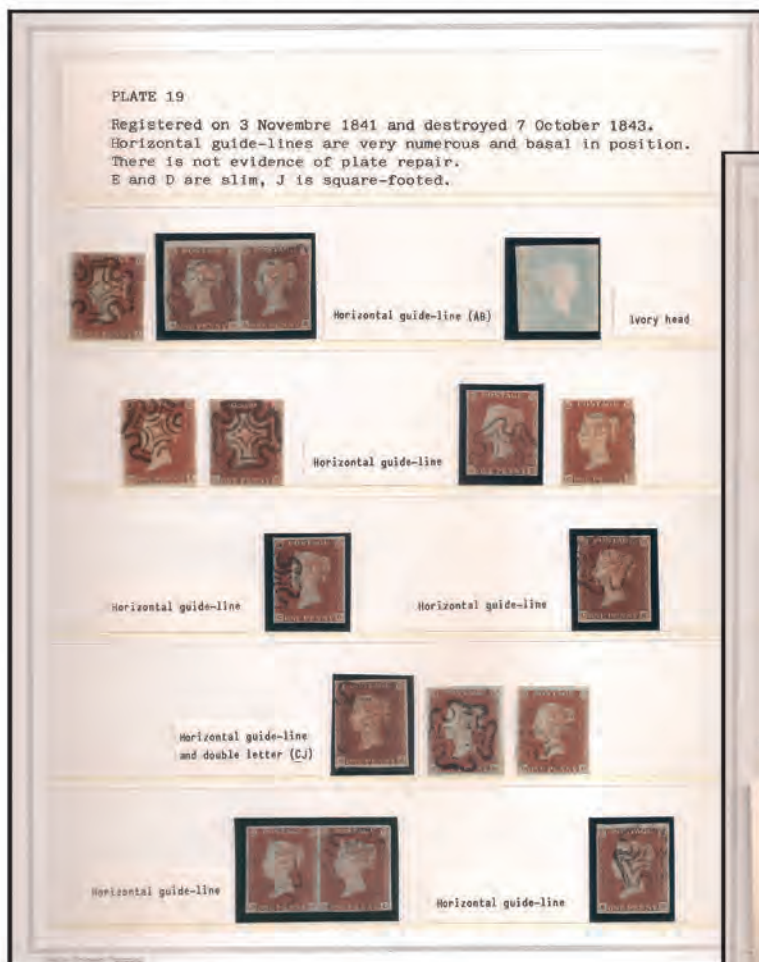 PLATE 19
Registered on 3 Novembre 1841 and destroyed 7 October 1843.
Horizontal guide-lines are very numerous and basal in position.
There is not evidence of plate repair.
E and D are slim, J is square-footed.
Horizontal guide-line (AB)
Ivory head
Horizontal guide-line
POSTAGE
ONE PENNY
Horizontal guide-line
Horizontal guide-line
Horizontal guide-line
and double letter (CJ)
Horizontal guide-line
Horizontal guide-line